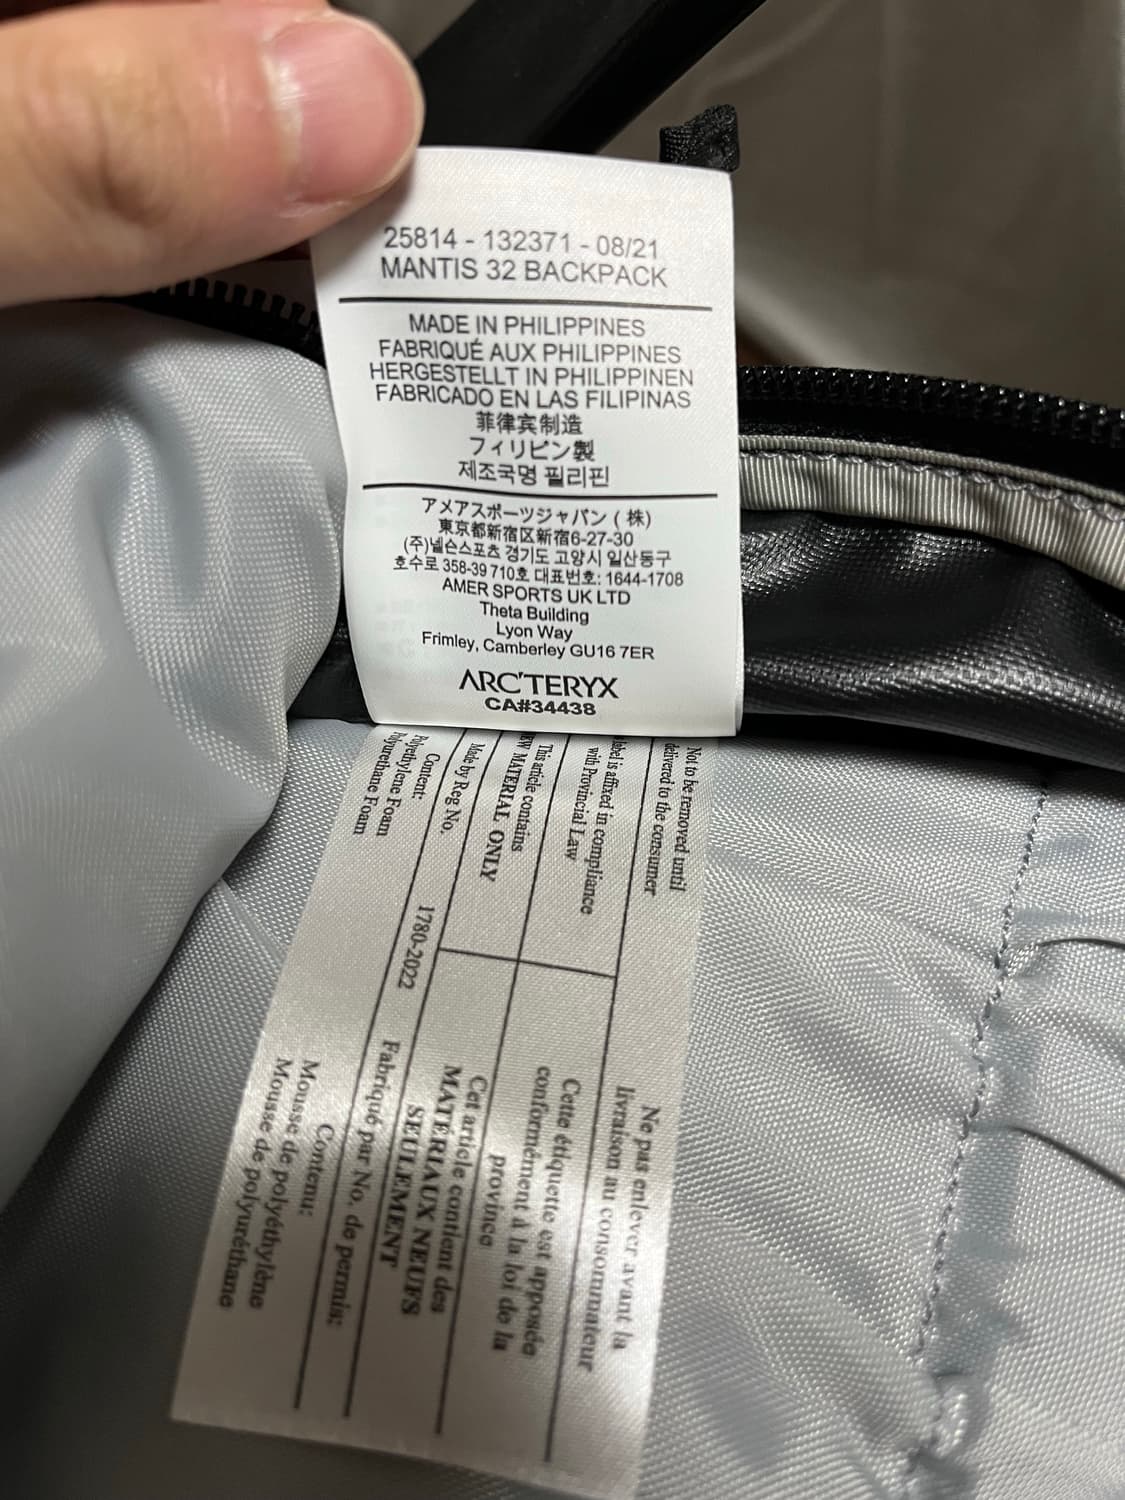 25814 - 132371 - 08/21
MANTIS 32 BACKPACK
MADE IN PHILIPPINES
FABRIQUÉ AUX PHILIPPINES
HERGESTELLT IN PHILIPPINEN
FABRICADO EN LAS FILIPINAS
菲律宾制造
フィリピン製
제조국명 필리핀
アメアスポーツジャパン (株)
東京都新宿区新宿6-27-30
(주)넬슨스포츠 경기도 고양시 일산동구
호수로 358-39 710호 대표번호: 1644-1708
AMER SPORTS UK LTD
Theta Building
Lyon Way
Frimley, Camberley GU16 7ER
ARC'TERYX
CA#34438
Not to be removed until
delivered to the consumer
Ne pas enlever avant la
livraison au consommateur
label is affixed in compliance
with Provincial Law
Cette étiquette est apposée
conformément à la loi de la
province
This article contains
MATERIAL ONLY
Cet article contient des
MATÉRIAUX NEUFS
SEULEMENT
Made by Reg No.
1780-2022
Fabriqué par No. de permis:
Content:
Polyethylene Foam
Polyurethane Foam
Contenu:
Mousse de polyéthylène
Mousse de polyuréthane